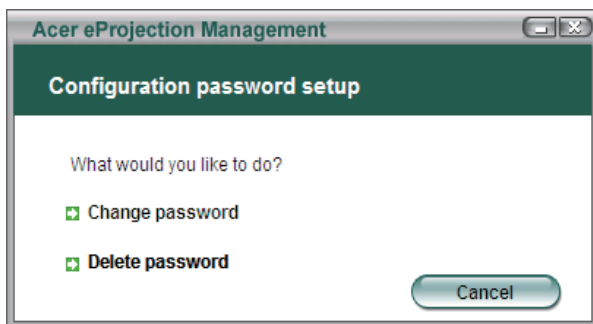 Acer eProjection Management
Configuration password setup
What would you like to do?
Change password
Delete password
Cancel